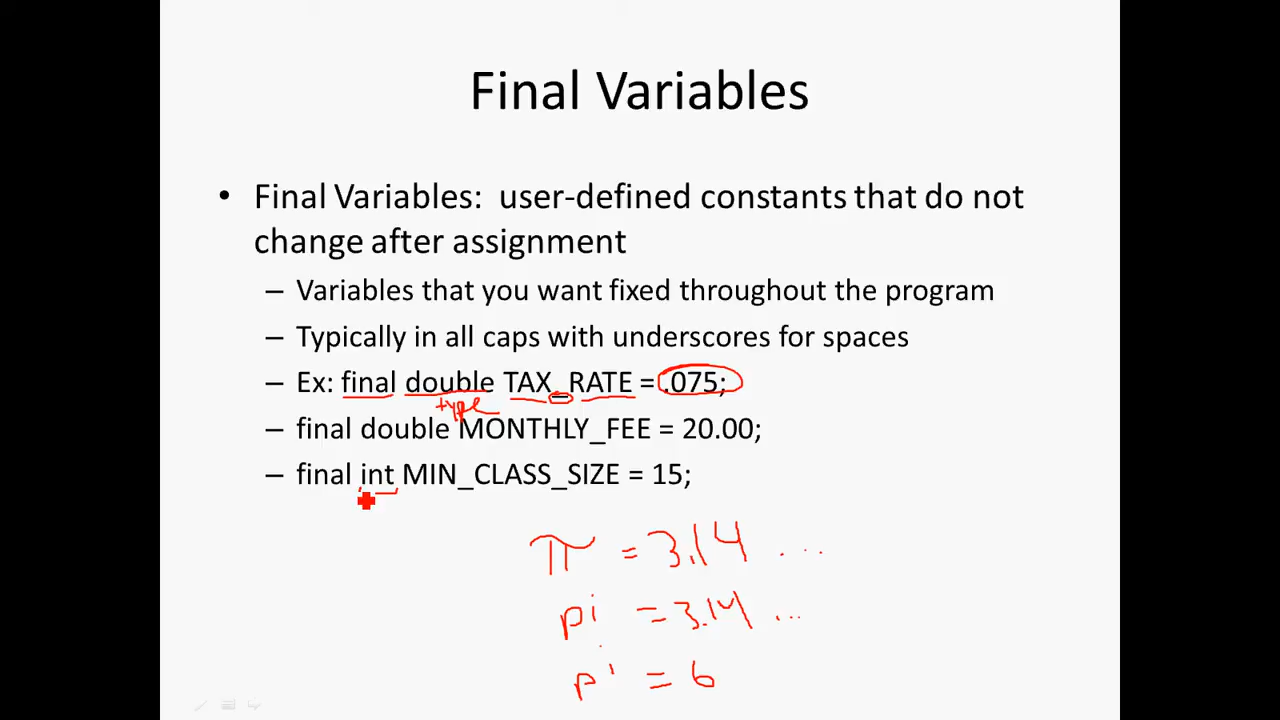 Final Variables
• Final Variables: user-defined constants that do not
change after assignment
– Variables that you want fixed throughout the program
– Typically in all caps with underscores for spaces
– Ex: final double TAX_RATE = .075;
type
– final double MONTHLY_FEE = 20.00;
– final int MIN_CLASS_SIZE = 15;
π = 3.14 ...
pi = 3.14 ...
pi = 6